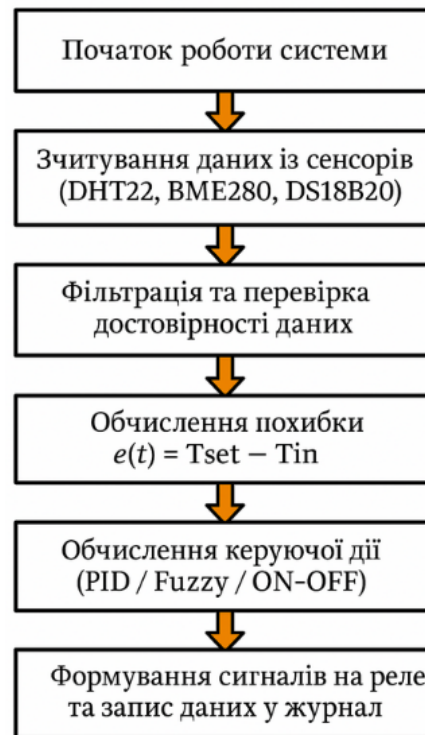 Початок роботи системи
Зчитування даних із сенсорів
(DHT22, BME280, DS18B20)
Фільтрація та перевірка
достовірності даних
Обчислення похибки
e(t) = Tset − Tin
Обчислення керуючої дії
(PID / Fuzzy / ON-OFF)
Формування сигналів на реле
та запис даних у журнал